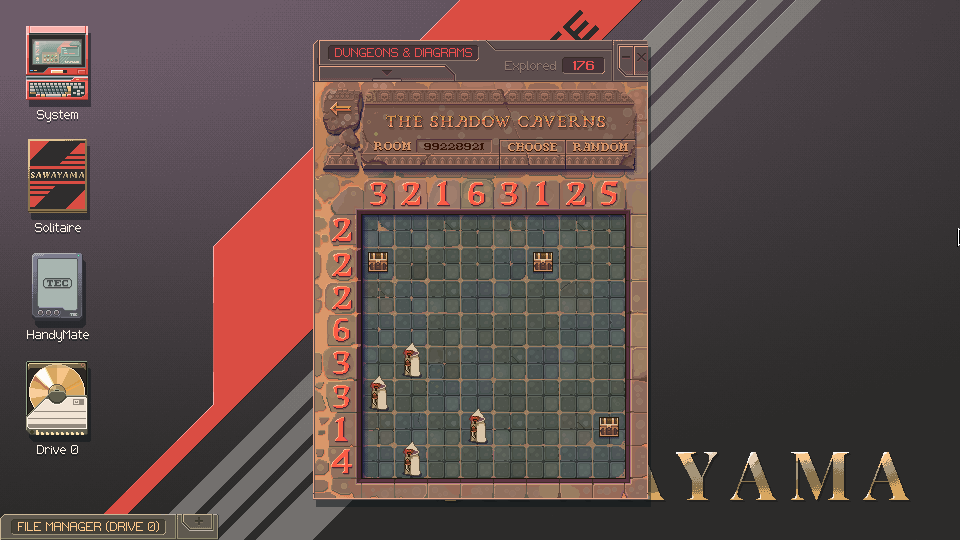 DUNGEONS & DIAGRAMS
Explored 176
THE SHADOW CAVERNS
ROOM 99228921 CHOOSE RANDOM
3 2 1 6 3 1 2 5
2
2
2
6
3
3
1
4
System
SAWAYAMA
Solitaire
TEC
HandyMate
Drive 0
AYAMA
FILE MANAGER (DRIVE 0)